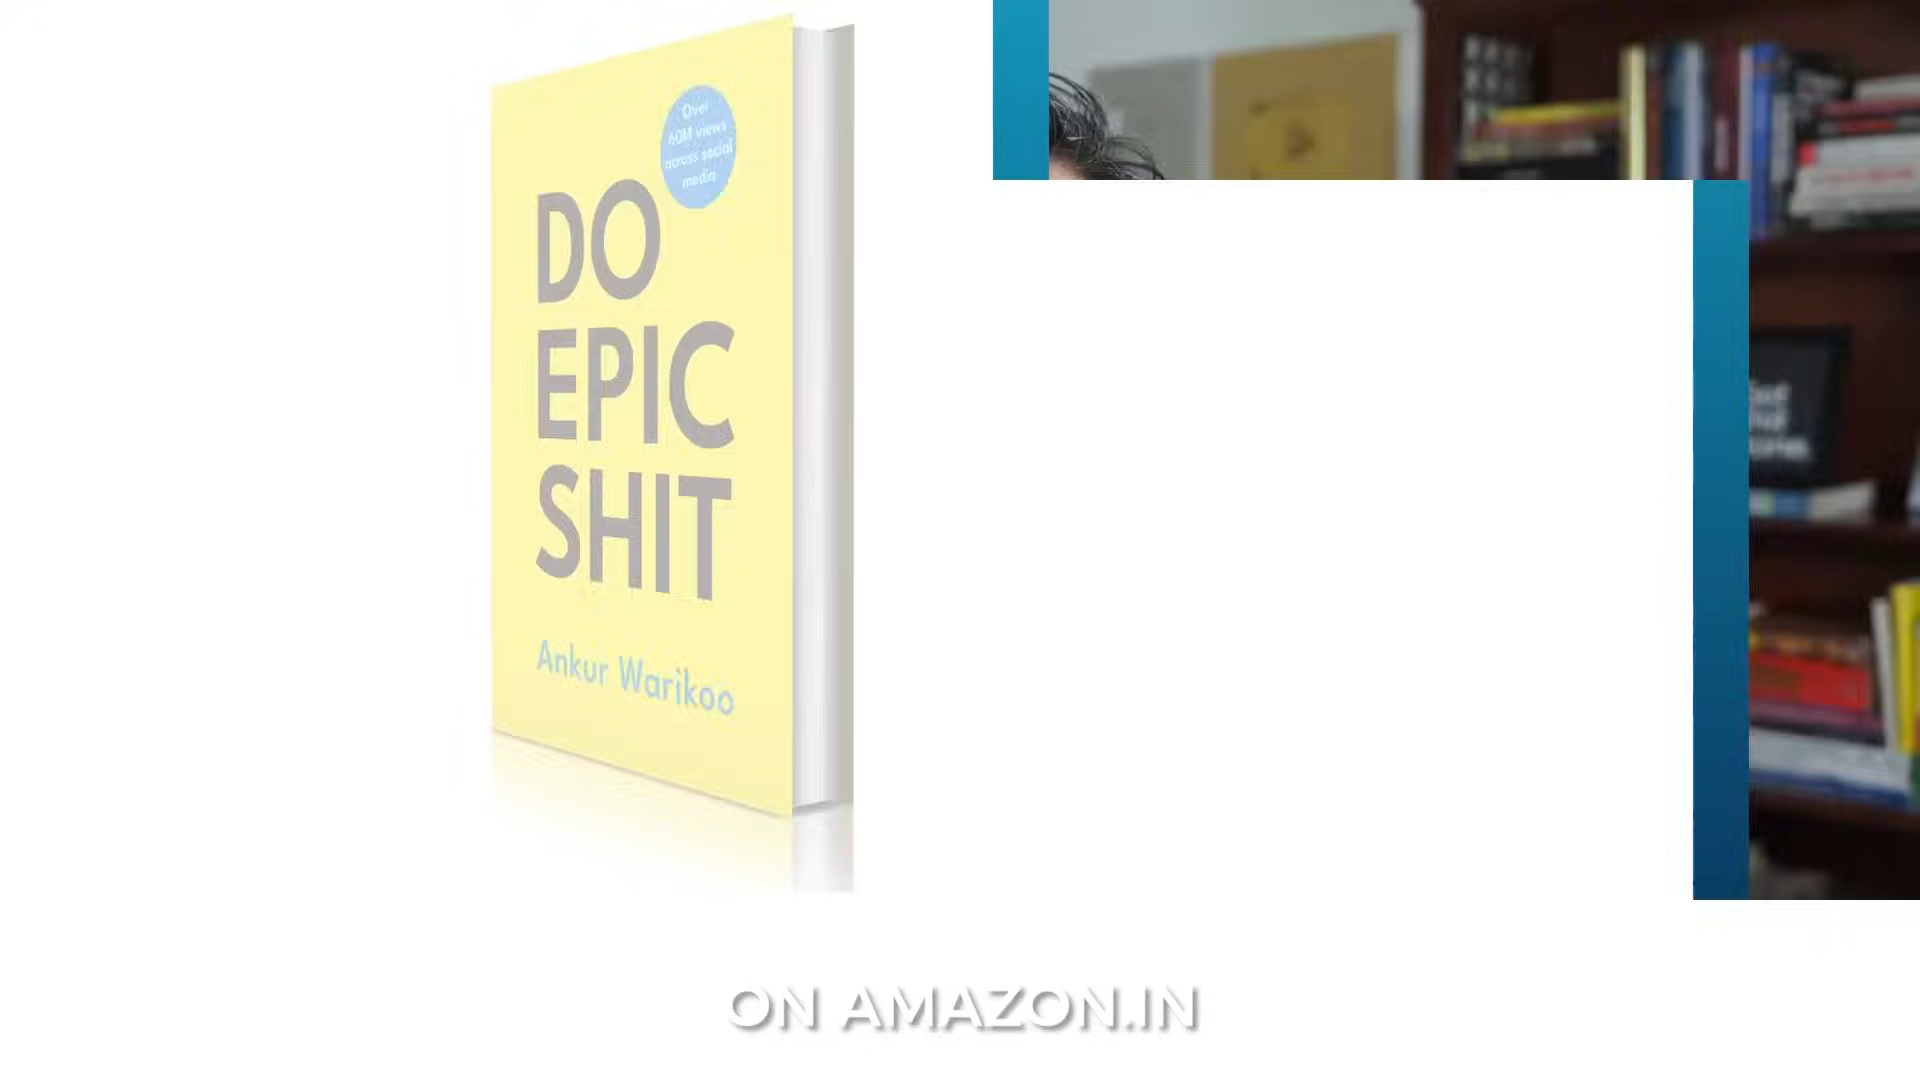 Over
60M views
across social
media
DO
EPIC
SHIT
Ankur Warikoo
ON AMAZON.IN